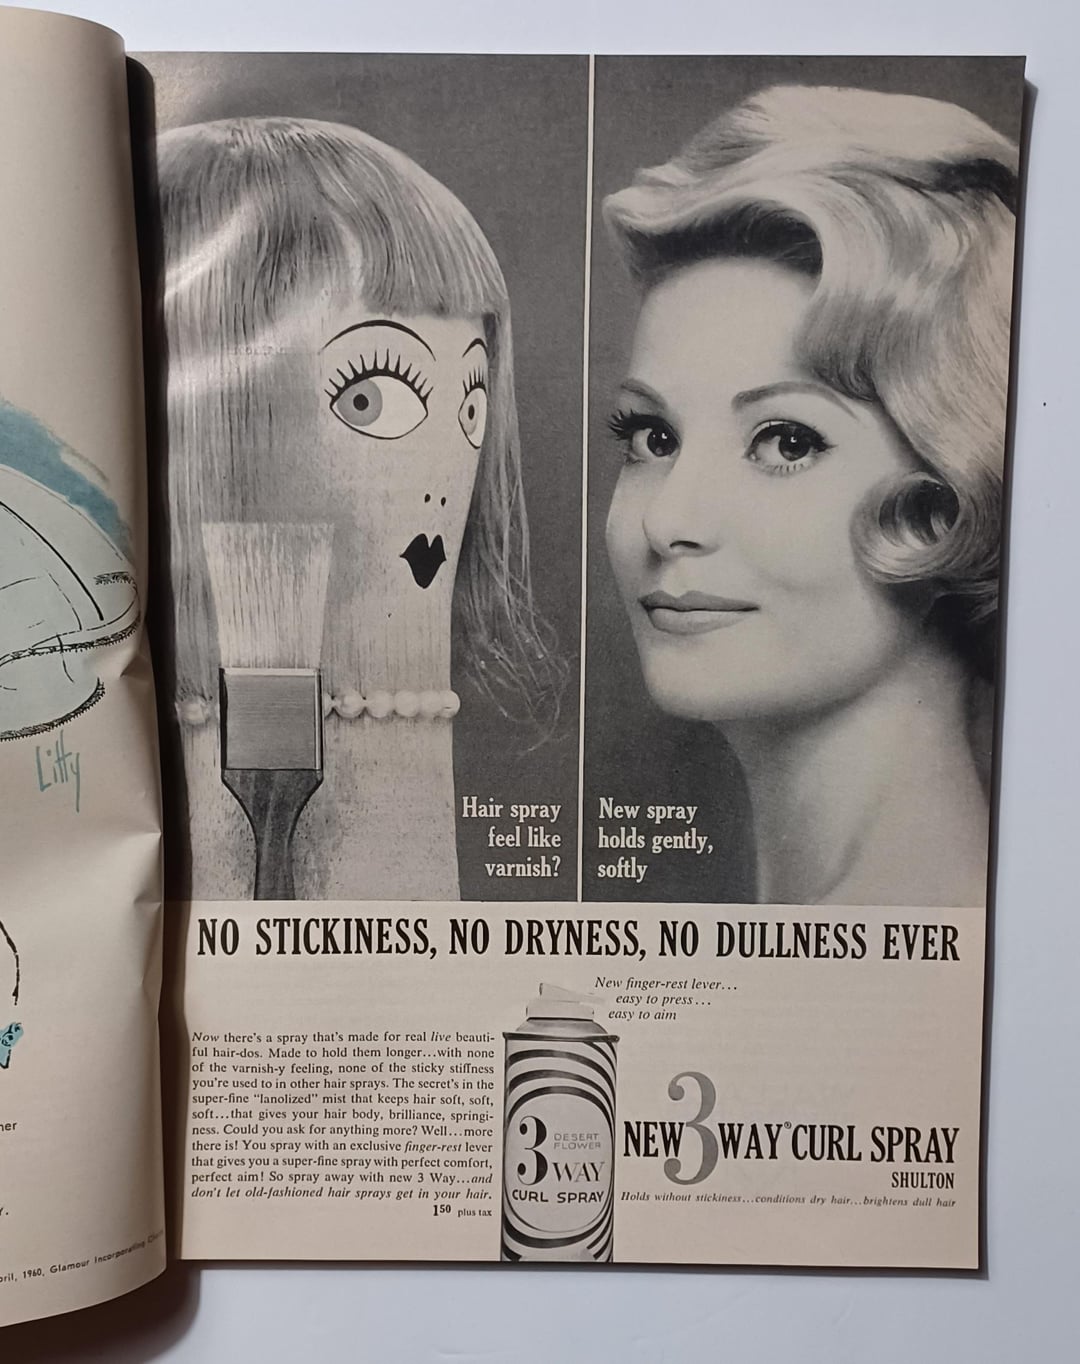 Litty
ril, 1960, Glamour Incorporating
Hair spray
feel like
varnish?
New spray
holds gently,
softly
NO STICKINESS, NO DRYNESS, NO DULLNESS EVER
New finger-rest lever...
easy to press...
easy to aim
Now there's a spray that's made for real live beauti-
ful hair-dos. Made to hold them longer...with none
of the varnish-y feeling, none of the sticky stiffness
you're used to in other hair sprays. The secret's in the
super-fine "lanolized" mist that keeps hair soft, soft,
soft...that gives your hair body, brilliance, springi-
ness. Could you ask for anything more? Well...more
there is! You spray with an exclusive finger-rest lever
that gives you a super-fine spray with perfect comfort,
perfect aim! So spray away with new 3 Way...and
don't let old-fashioned hair sprays get in your hair.
1 50 plus tax
3 DESERT
FLOWER
WAY
CURL SPRAY
NEW 3 WAY® CURL SPRAY
SHULTON
Holds without stickiness...conditions dry hair...brightens dull hair